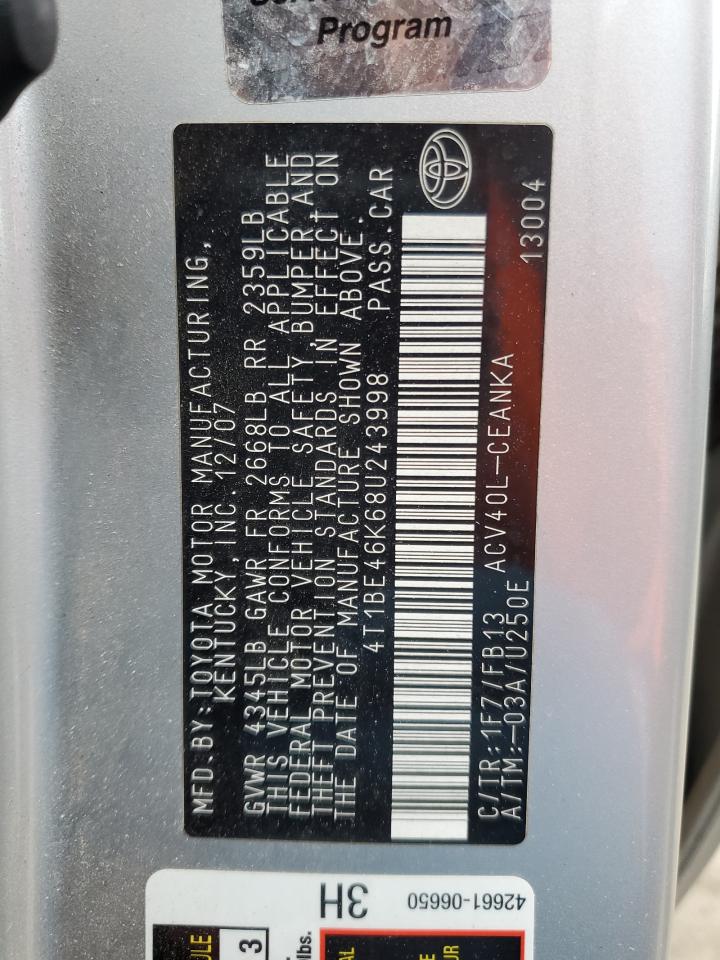 Program
MFD.BY:TOYOTA MOTOR MANUFACTURING,
KENTUCKY, INC. 12/07
GVWR 4345LB GAWR FR 2668LB RR 2359LB
THIS VEHICLE CONFORMS TO ALL APPLICABLE
FEDERAL MOTOR VEHICLE SAFETY, BUMPER, AND
THEFT PREVENTION STANDARDS IN EFFECT ON
THE DATE OF MANUFACTURE SHOWN ABOVE.
4T1BE46K68U243998 PASS.CAR
C/TR:1F7/FB13 ACV40L-CEANKA
A/TM:-03A/U250E 13004
3H
42661-06650
3
lbs.